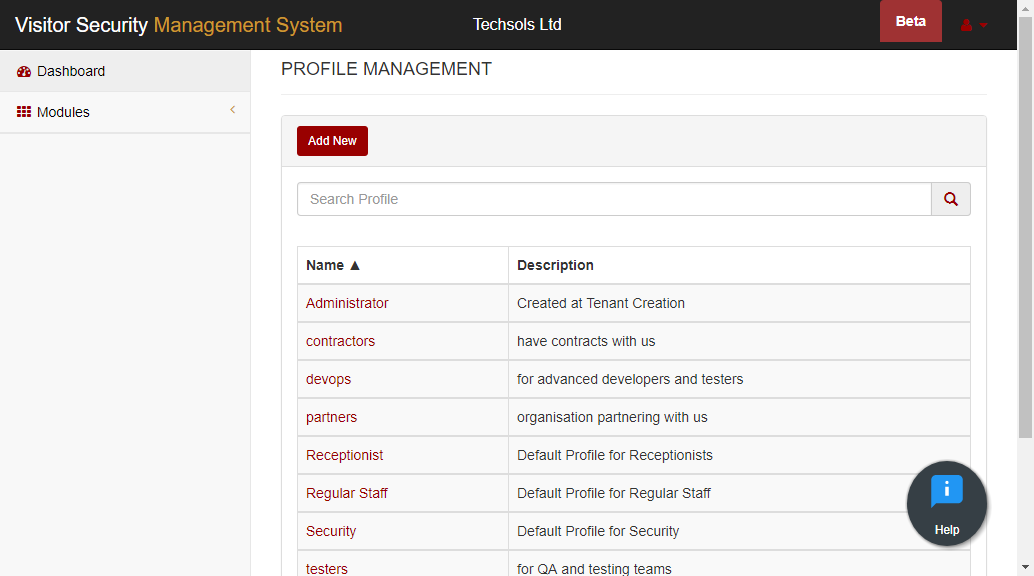 Visitor Security Management System
Techsols Ltd
Beta
Dashboard
Modules
PROFILE MANAGEMENT
Add New
Search Profile
Name ▲ Description
Administrator Created at Tenant Creation
contractors have contracts with us
devops for advanced developers and testers
partners organisation partnering with us
Receptionist Default Profile for Receptionists
Regular Staff Default Profile for Regular Staff
Security Default Profile for Security
testers for QA and testing teams
Help